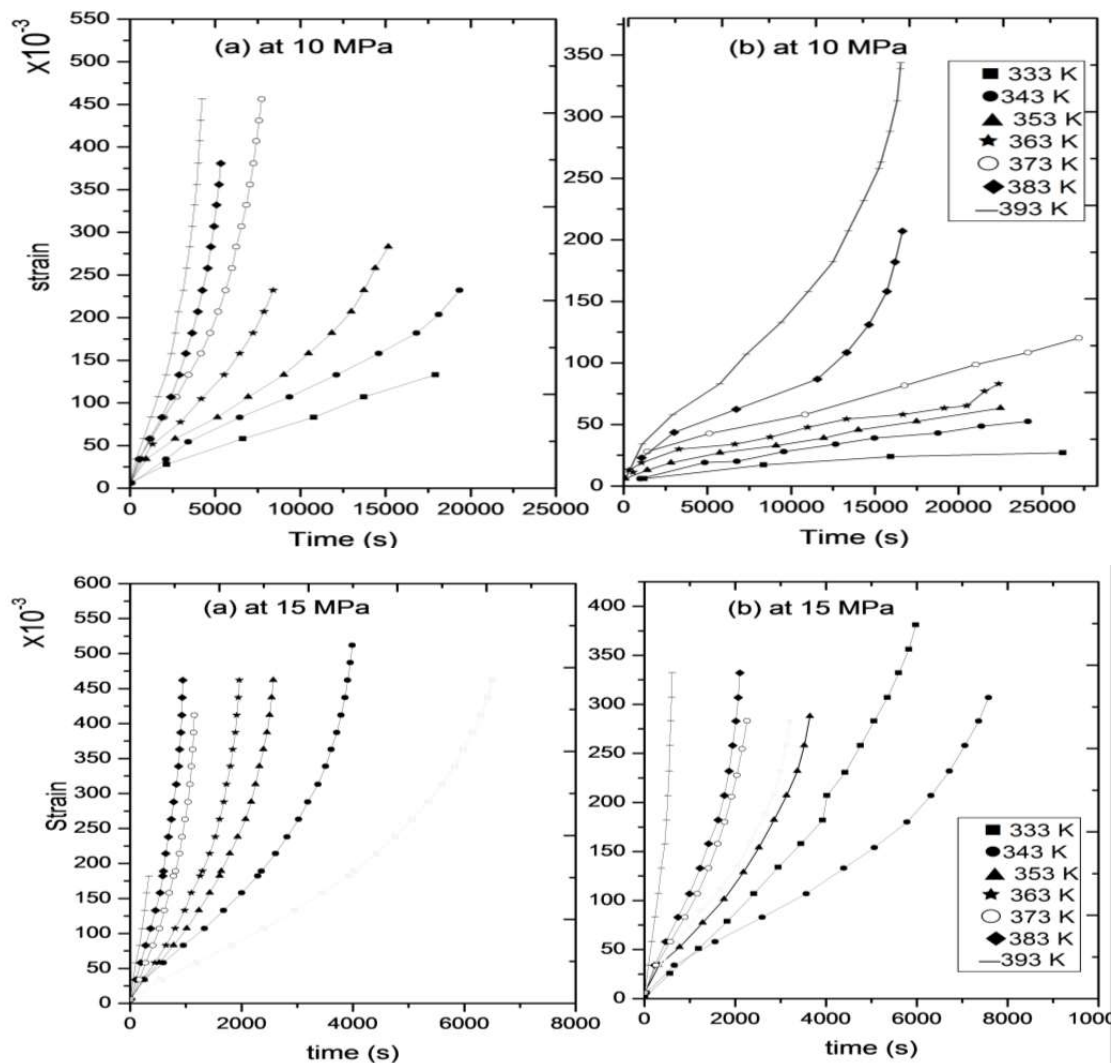 (a) at 10 MPa
X10-3
strain
550
500
450
400
350
300
250
200
150
100
50
0
0 5000 10000 15000 20000 25000
Time (s)
(b) at 10 MPa
350
300
250
200
150
100
50
0
333 K
343 K
353 K
363 K
373 K
383 K
393 K
0 5000 10000 15000 20000 25000
Time (s)
(a) at 15 MPa
X10-3
Strain
600
550
500
450
400
350
300
250
200
150
100
50
0
0 2000 4000 6000 8000
time (s)
(b) at 15 MPa
400
350
300
250
200
150
100
50
0
333 K
343 K
353 K
363 K
373 K
383 K
393 K
0 2000 4000 6000 8000 1000
time (s)